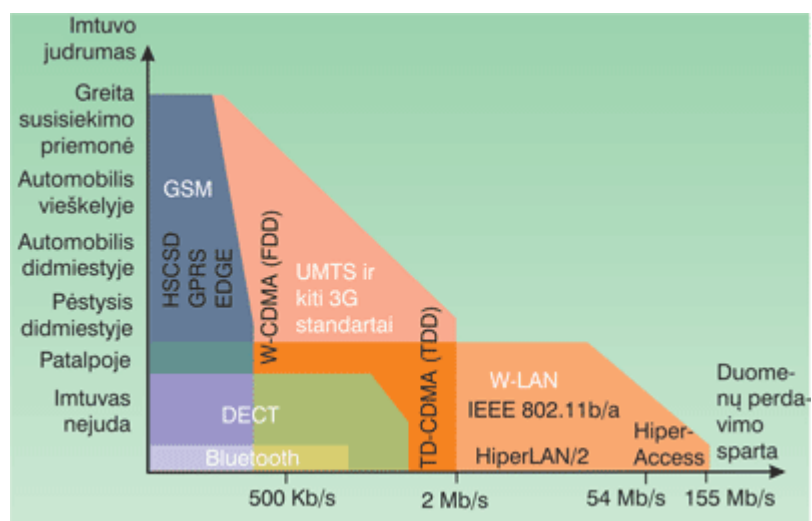 Imtuvo
judrumas
Greita
susisiekimo
priemonė
Automobilis
vieškelyje
Automobilis
didmiestyje
Pėstysis
didmiestyje
Patalpoje
Imtuvas
nejuda
GSM
HSCSD
GPRS
EDGE
W-CDMA (FDD)
UMTS ir
kiti 3G
standartai
TD-CDMA (TDD)
W-LAN
IEEE 802.11b/a
HiperLAN/2
Hiper-
Access
DECT
Bluetooth
Duome-
nų perda-
vimo
sparta
500 Kb/s
2 Mb/s
54 Mb/s
155 Mb/s